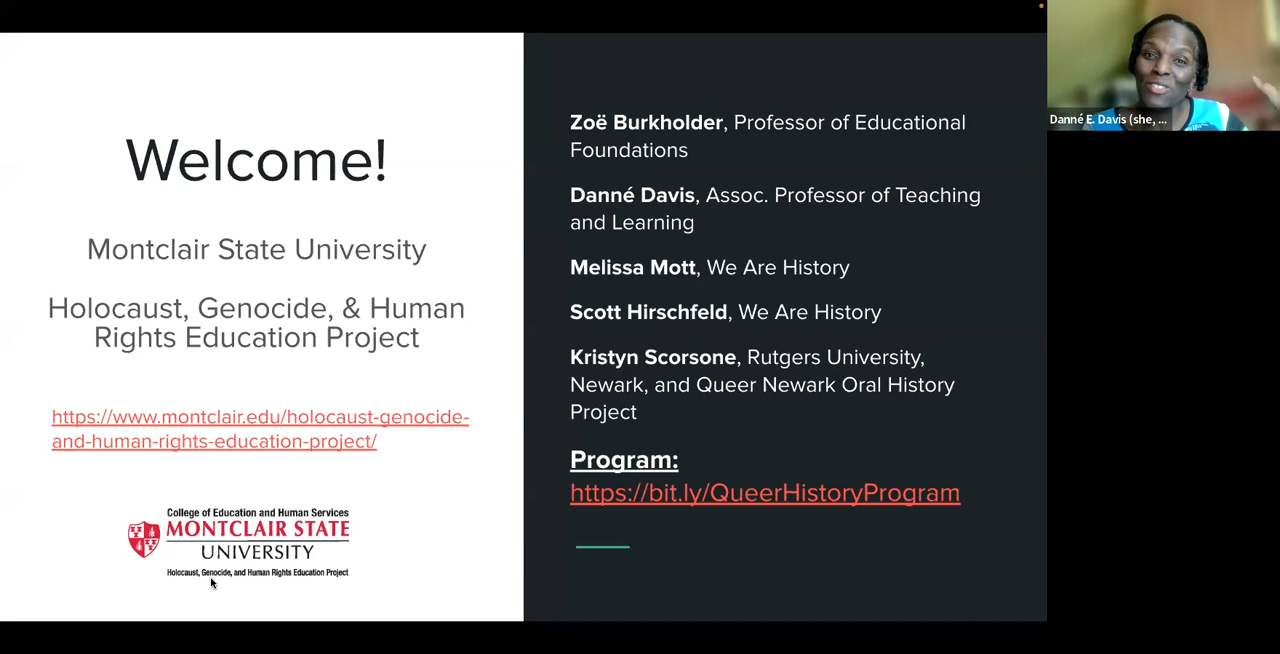 Welcome!
Montclair State University
Holocaust, Genocide, & Human
Rights Education Project
https://www.montclair.edu/holocaust-genocide-
and-human-rights-education-project/
College of Education and Human Services
MONTCLAIR STATE
UNIVERSITY
Holocaust, Genocide, and Human Rights Education Project
Zoë Burkholder, Professor of Educational
Foundations
Danné Davis, Assoc. Professor of Teaching
and Learning
Melissa Mott, We Are History
Scott Hirschfeld, We Are History
Kristyn Scorsone, Rutgers University,
Newark, and Queer Newark Oral History
Project
Program:
https://bit.ly/QueerHistoryProgram
Danné E. Davis (she, ...